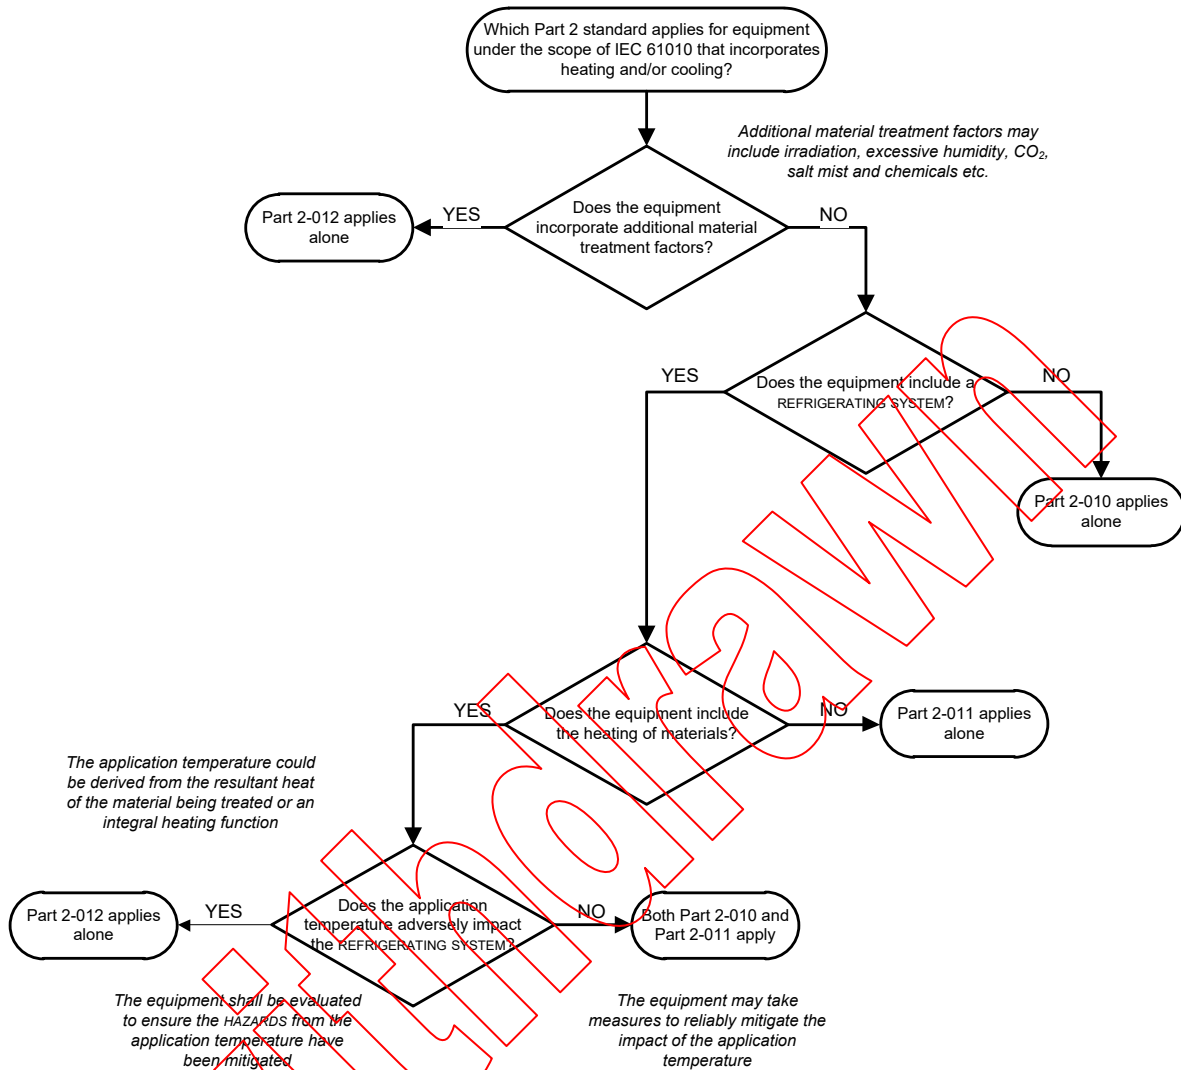 Which Part 2 standard applies for equipment
under the scope of IEC 61010 that incorporates
heating and/or cooling?
Additional material treatment factors may
include irradiation, excessive humidity, CO₂,
salt mist and chemicals etc.
Does the equipment
incorporate additional material
treatment factors?
YES
NO
Part 2-012 applies
alone
Does the equipment include a
REFRIGERATING SYSTEM?
YES
NO
Part 2-010 applies
alone
Does the equipment include
the heating of materials?
YES
NO
Part 2-011 applies
alone
The application temperature could
be derived from the resultant heat
of the material being treated or an
integral heating function
Does the application
temperature adversely impact
the REFRIGERATING SYSTEM?
YES
NO
Part 2-012 applies
alone
Both Part 2-010 and
Part 2-011 apply
The equipment shall be evaluated
to ensure the HAZARDS from the
application temperature have
been mitigated
The equipment may take
measures to reliably mitigate the
impact of the application
temperature